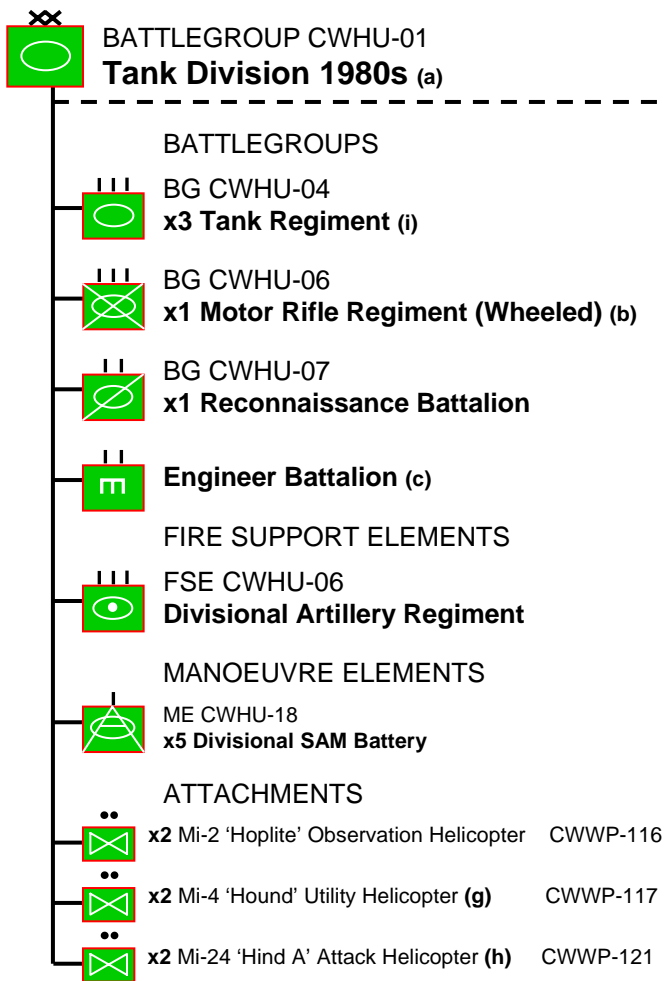 BATTLEGROUP CWHU-01
Tank Division 1980s (a)
BATTLEGROUPS
BG CWHU-04
x3 Tank Regiment (i)
BG CWHU-06
x1 Motor Rifle Regiment (Wheeled) (b)
BG CWHU-07
x1 Reconnaissance Battalion
Engineer Battalion (c)
FIRE SUPPORT ELEMENTS
FSE CWHU-06
Divisional Artillery Regiment
MANOEUVRE ELEMENTS
ME CWHU-18
x5 Divisional SAM Battery
ATTACHMENTS
x2 Mi-2 ‘Hoplite’ Observation Helicopter CWWP-116
x2 Mi-4 ‘Hound’ Utility Helicopter (g) CWWP-117
x2 Mi-24 ‘Hind A’ Attack Helicopter (h) CWWP-121